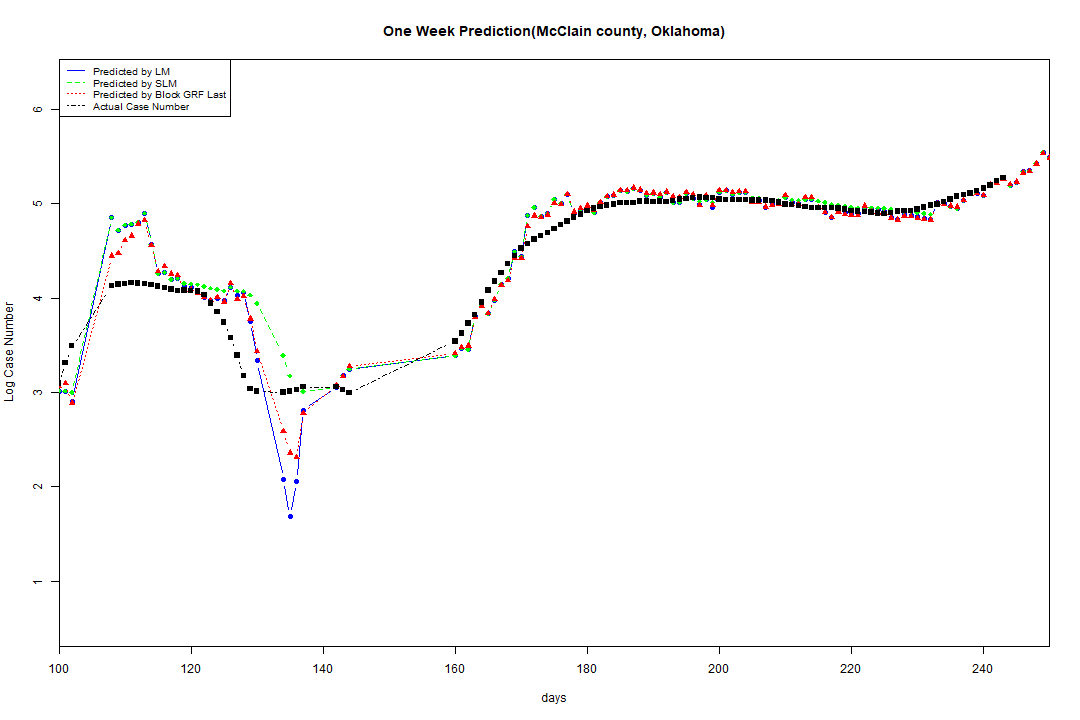 One Week Prediction(McClain county, Oklahoma)
Predicted by LM
Predicted by SLM
Predicted by Block GRF Last
Actual Case Number
6
5
4
3
2
1
Log Case Number
100 120 140 160 180 200 220 240
days